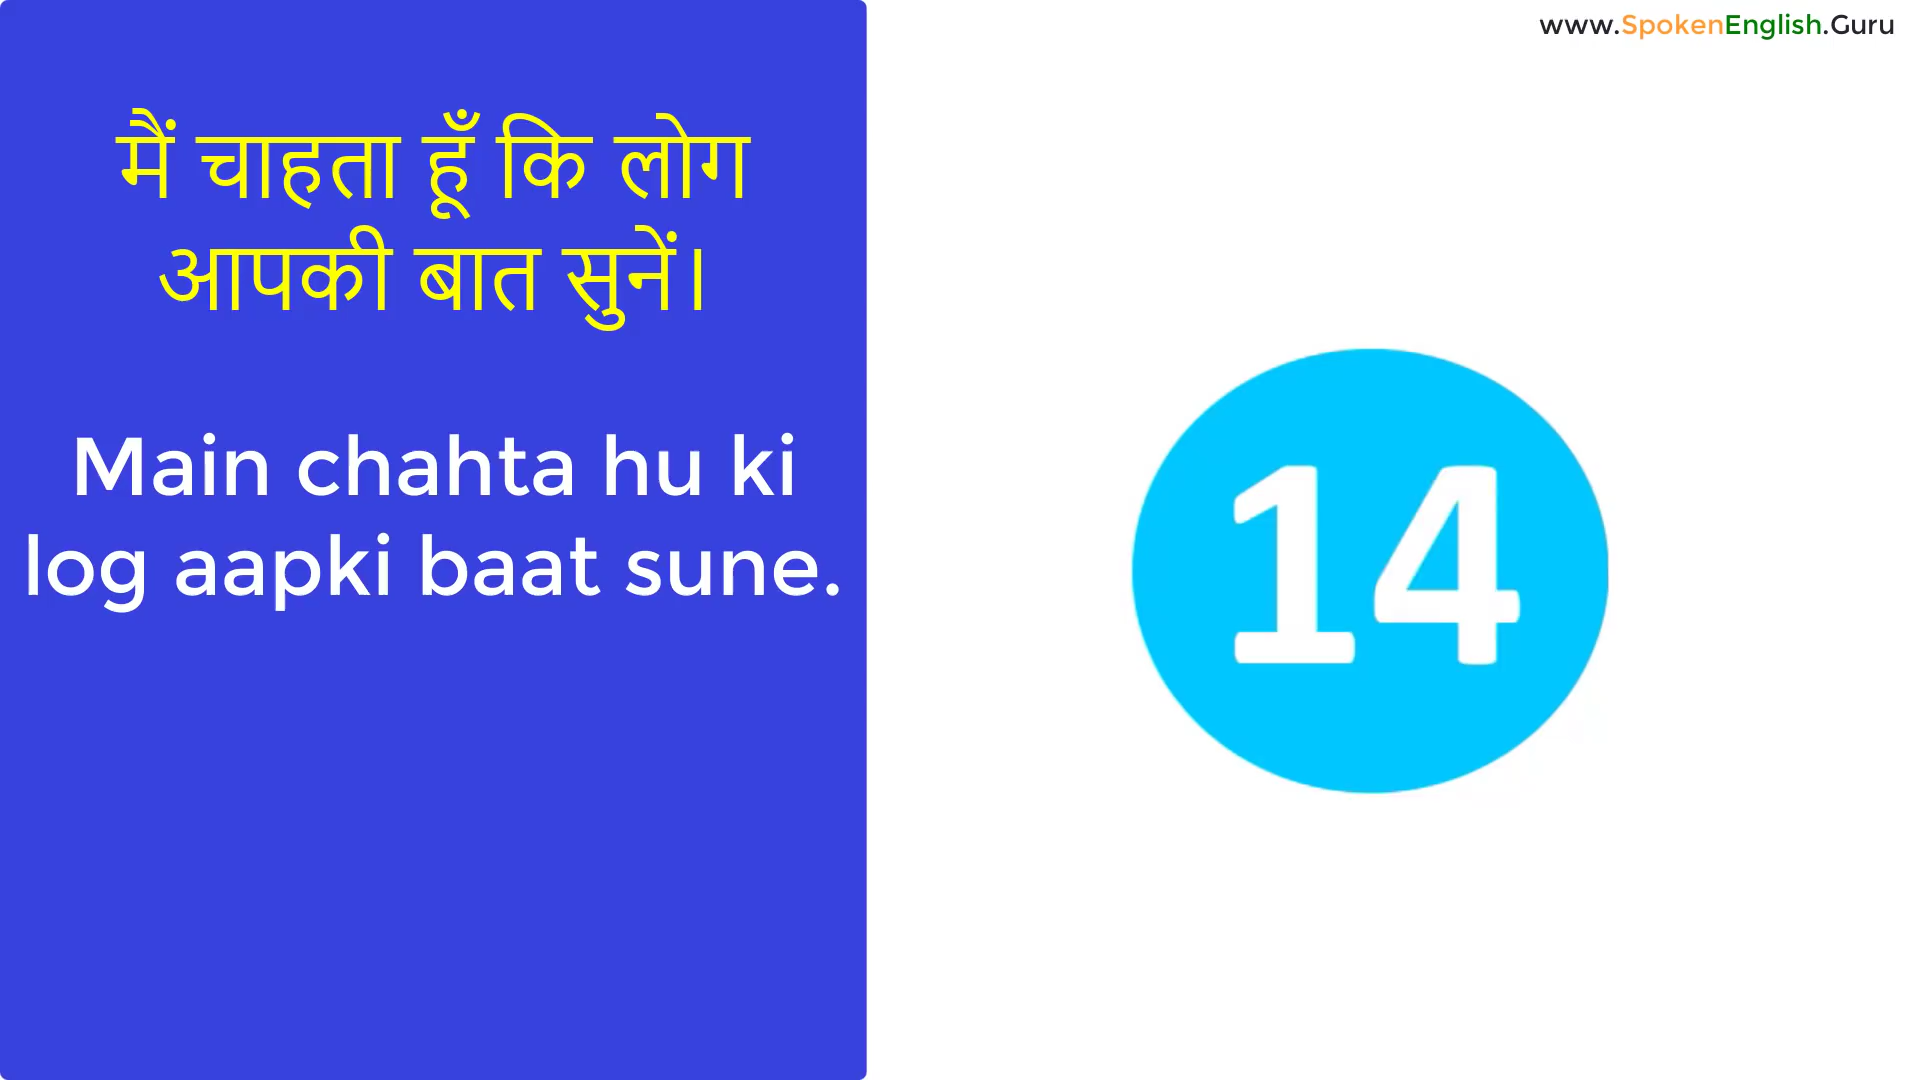 www.SpokenEnglish.Guru
मैं चाहता हूँ कि लोग
आपकी बात सुनें।
Main chahta hu ki
log aapki baat sune.
14